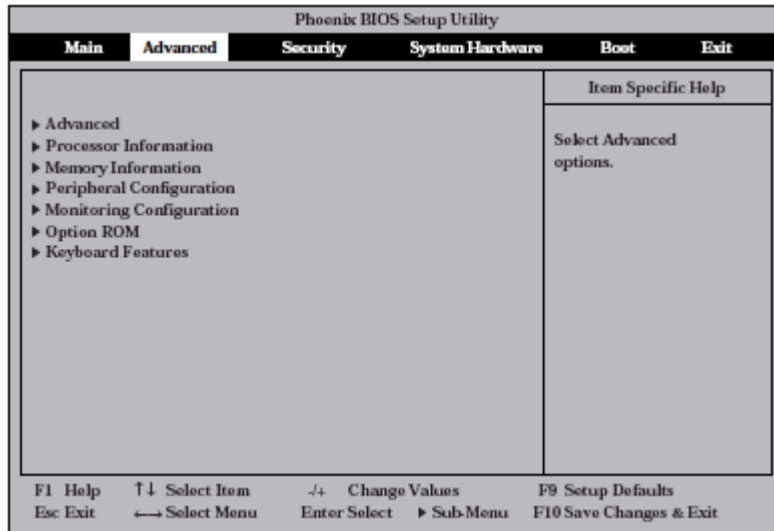 Phoenix BIOS Setup Utility
Main Advanced Security System Hardware Boot Exit
Item Specific Help
▶ Advanced
▶ Processor Information
▶ Memory Information
▶ Peripheral Configuration
▶ Monitoring Configuration
▶ Option ROM
▶ Keyboard Features
Select Advanced
options.
F1 Help ↑↓ Select Item -/+ Change Values F9 Setup Defaults
Esc Exit ←→ Select Menu Enter Select ▶ Sub-Menu F10 Save Changes & Exit